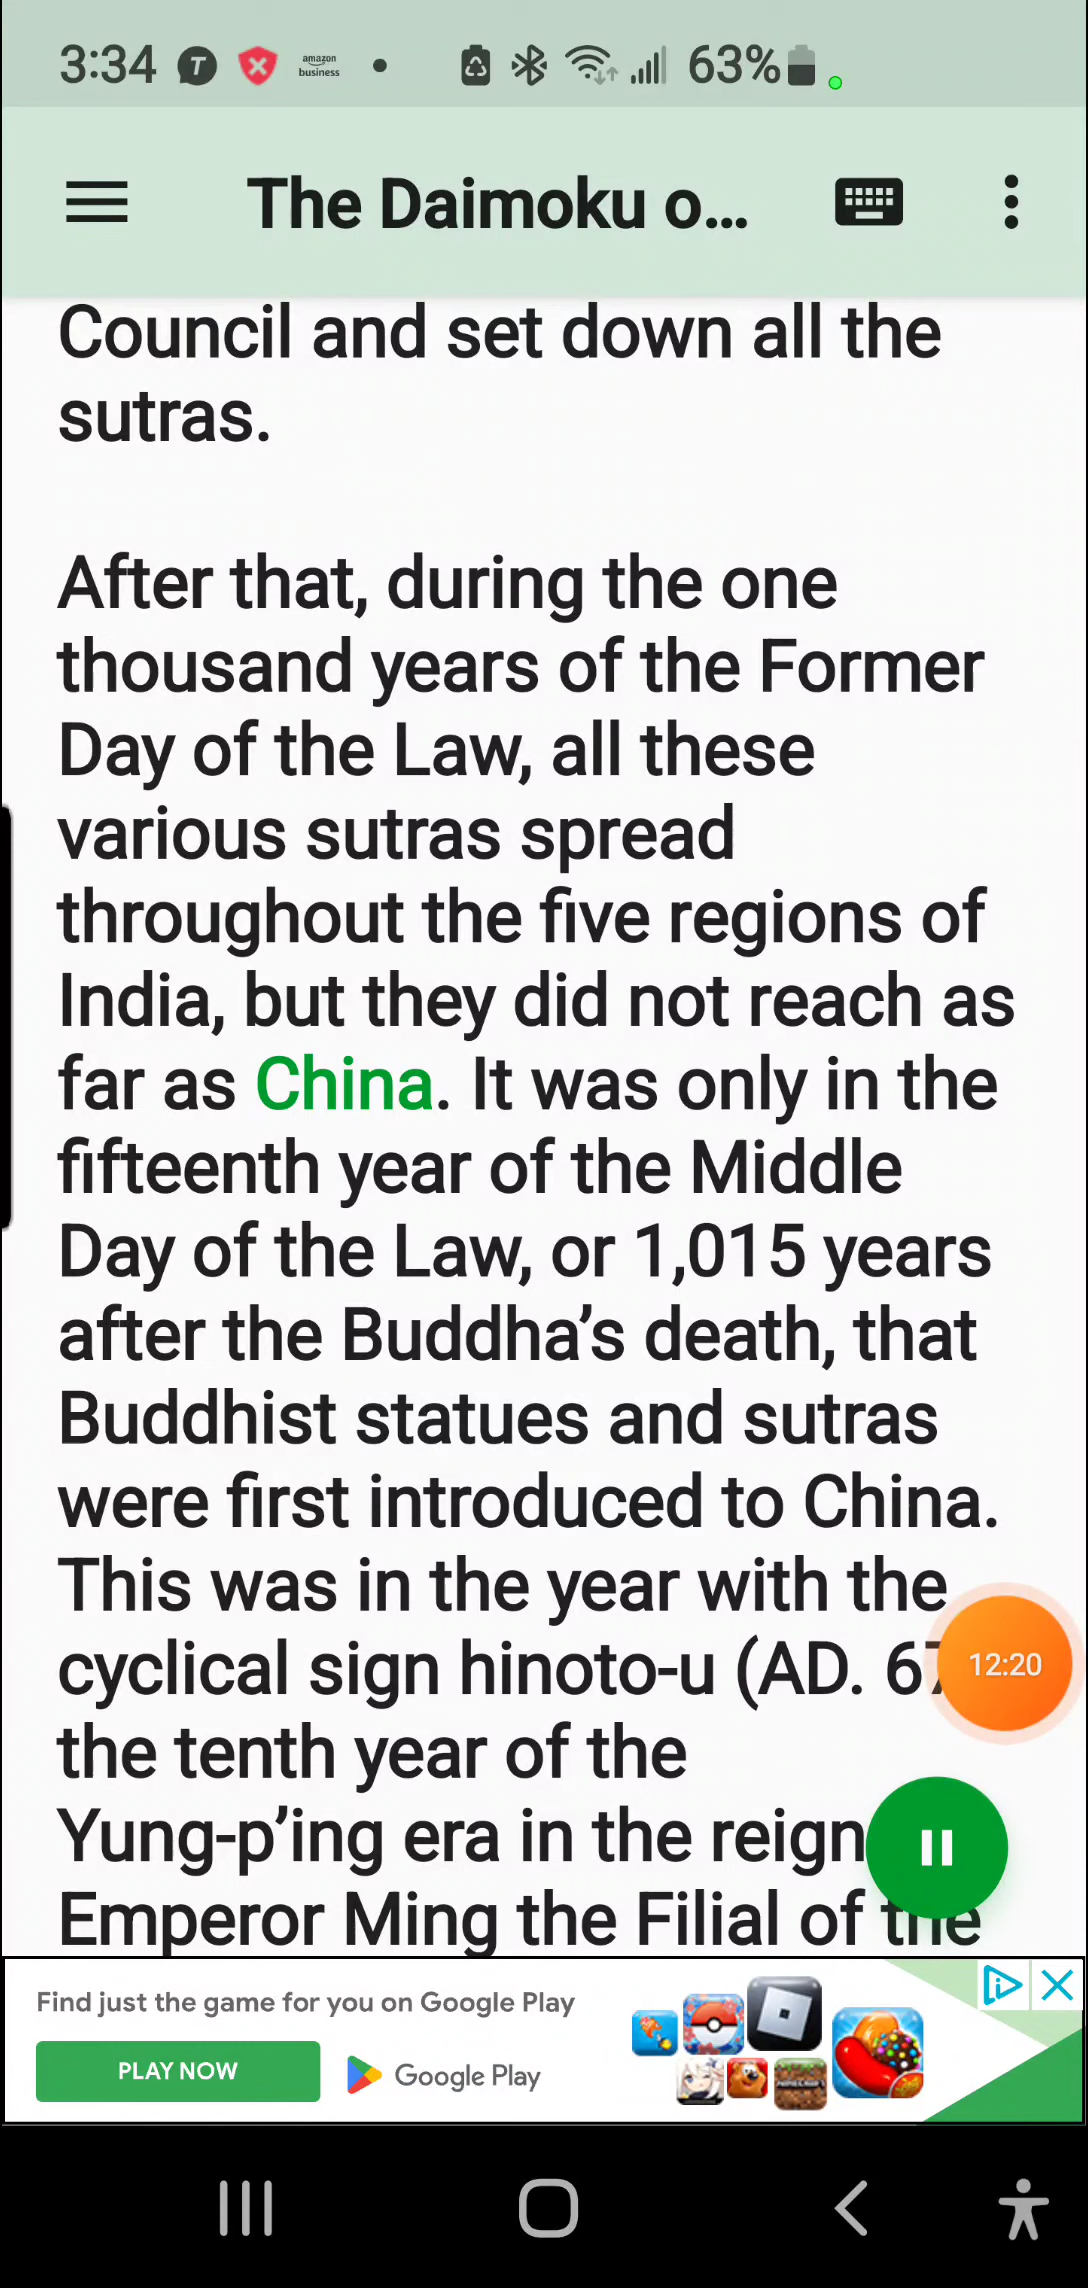 3:34
amazon
business
63%
The Daimoku o...
Council and set down all the
sutras.
After that, during the one
thousand years of the Former
Day of the Law, all these
various sutras spread
throughout the five regions of
India, but they did not reach as
far as China. It was only in the
fifteenth year of the Middle
Day of the Law, or 1,015 years
after the Buddha’s death, that
Buddhist statues and sutras
were first introduced to China.
This was in the year with the
cyclical sign hinoto-u (AD. 67
12:20
the tenth year of the
Yung-p’ing era in the reign
Emperor Ming the Filial of the
Find just the game for you on Google Play
PLAY NOW
Google Play